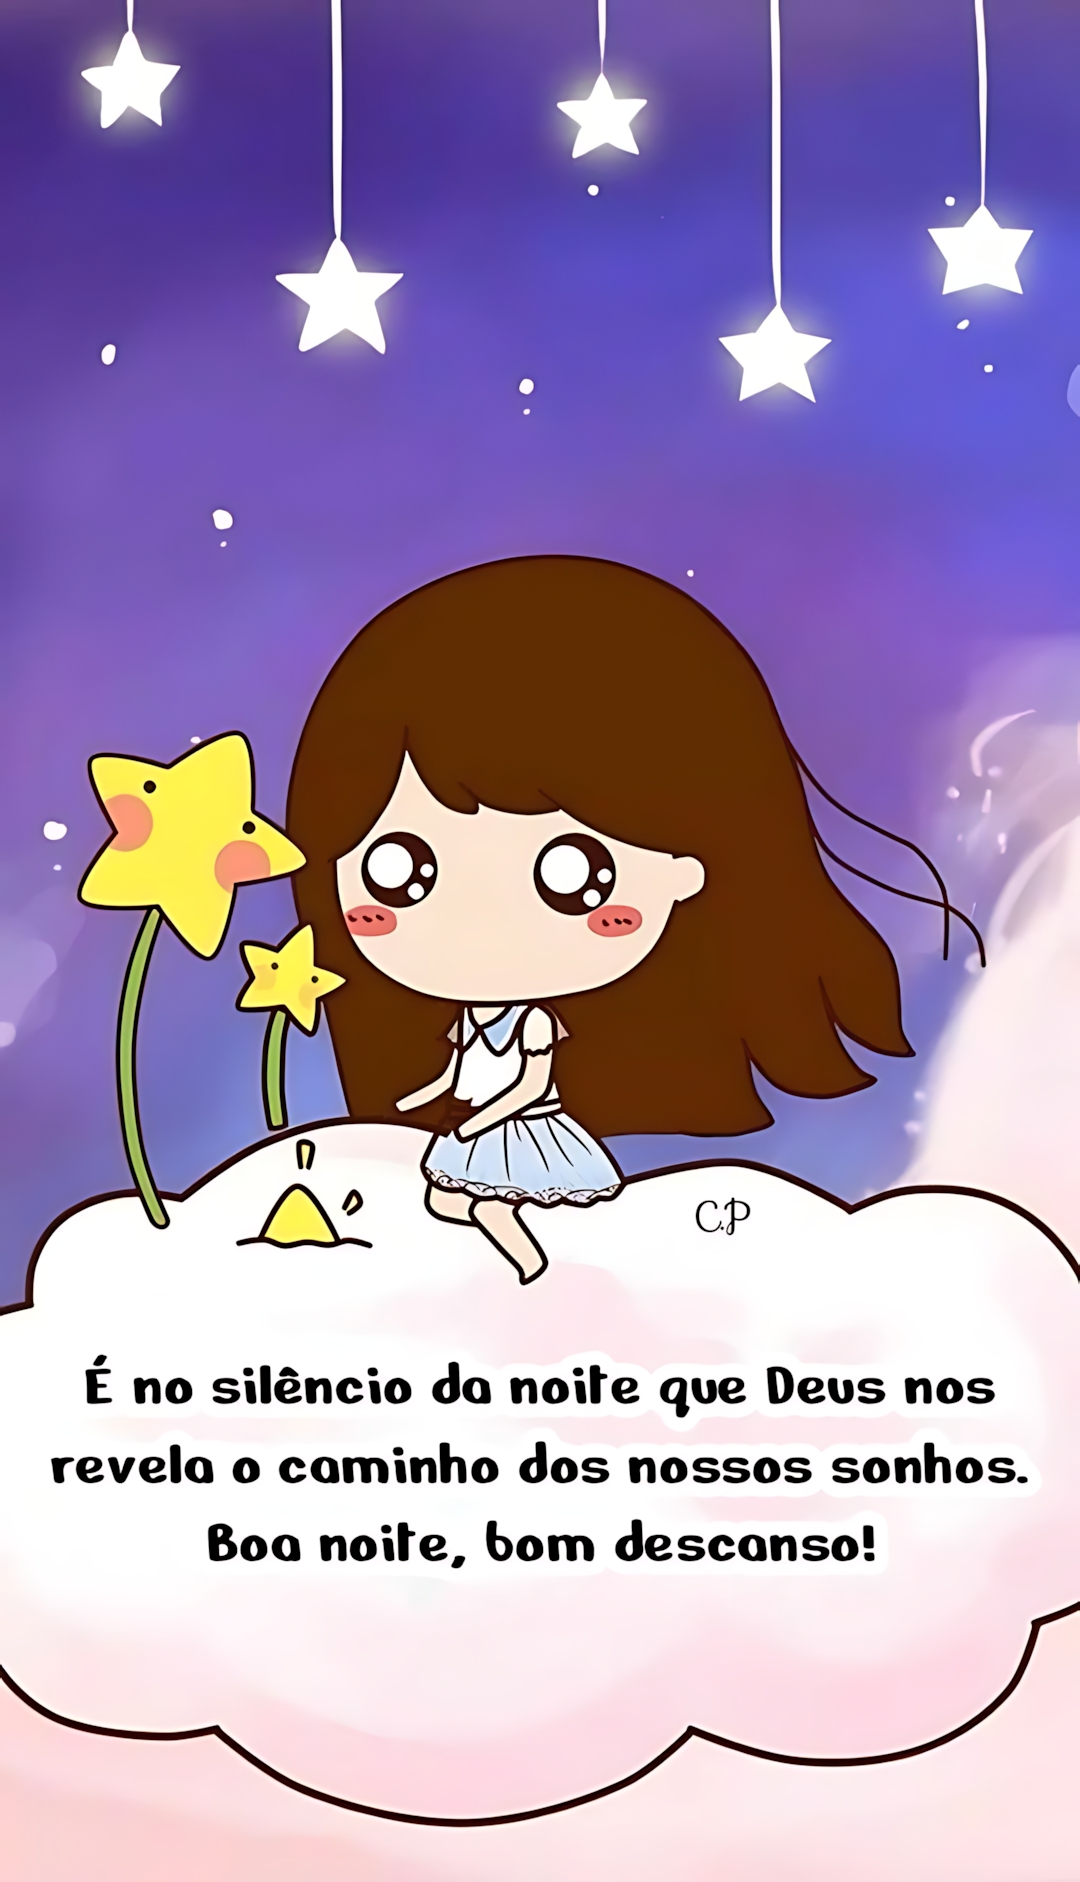 C.P
É no silêncio da noite que Deus nos
revela o caminho dos nossos sonhos.
Boa noite, bom descanso!